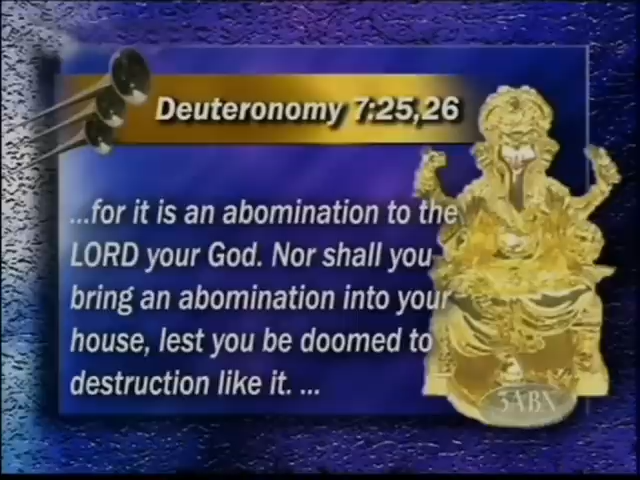 Deuteronomy 7:25,26
...for it is an abomination to the
LORD your God. Nor shall you
bring an abomination into your
house, lest you be doomed to
destruction like it. ...
3ABN